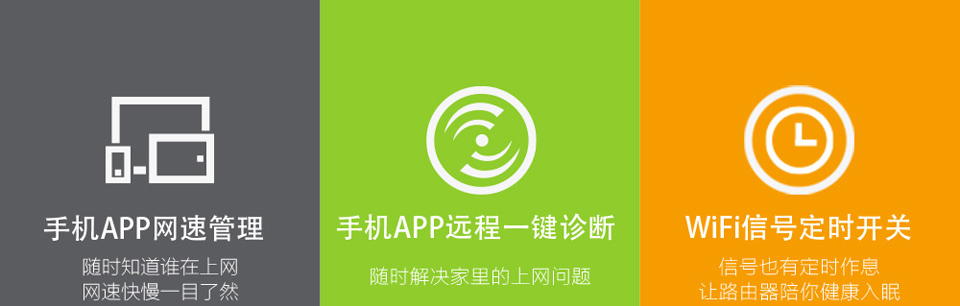 手机APP网速管理
随时知道谁在上网
网速快慢一目了然
手机APP远程一键诊断
随时解决家里的上网问题
WiFi信号定时开关
信号也有定时作息
让路由器陪你健康入眠